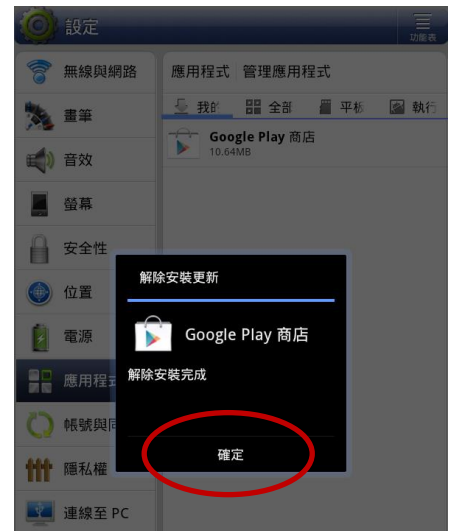 設定
功能表
無線與網路
畫筆
音效
螢幕
安全性
位置
電源
應用程
帳號與
隱私權
連線至 PC
應用程式 管理應用程式
我的 全部 平板 執行
Google Play 商店
10.64MB
解除安裝更新
Google Play 商店
解除安裝完成
確定